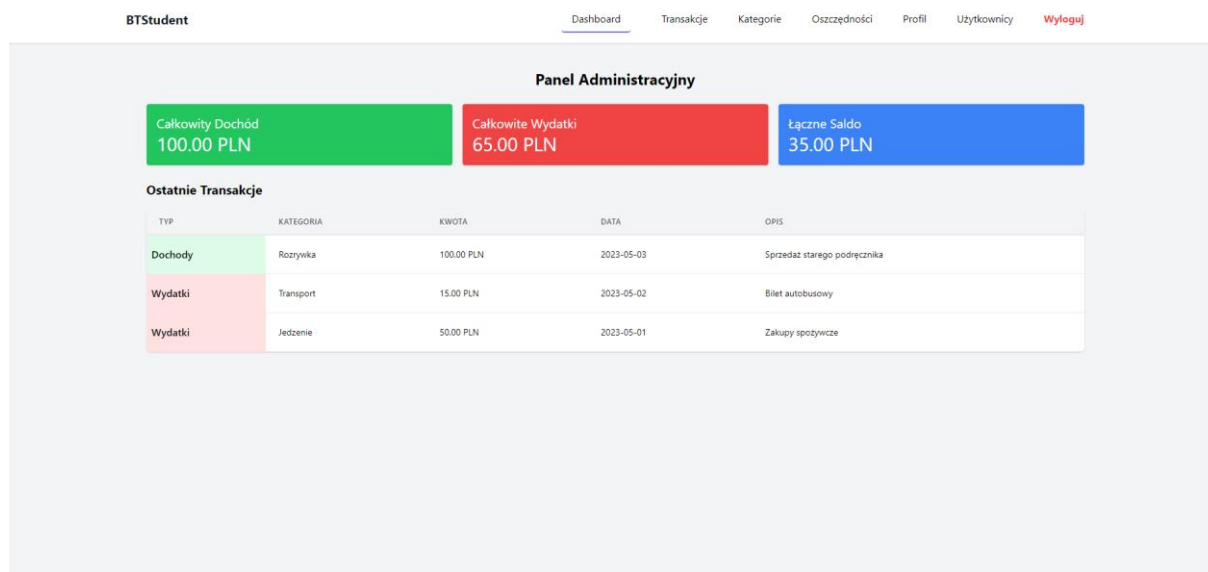 BTStudent Dashboard Transakcje Kategorie Oszczędności Profil Użytkownicy Wyloguj
Panel Administracyjny
Całkowity Dochód Całkowite Wydatki Łączne Saldo
100.00 PLN 65.00 PLN 35.00 PLN
Ostatnie Transakcje
TYP KATEGORIA KWOTA DATA OPIS
Dochody Rozrywka 100.00 PLN 2023-05-03 Sprzedaż starego podręcznika
Wydatki Transport 15.00 PLN 2023-05-02 Bilet autobusowy
Wydatki Jedzenie 50.00 PLN 2023-05-01 Zakupy spożywcze